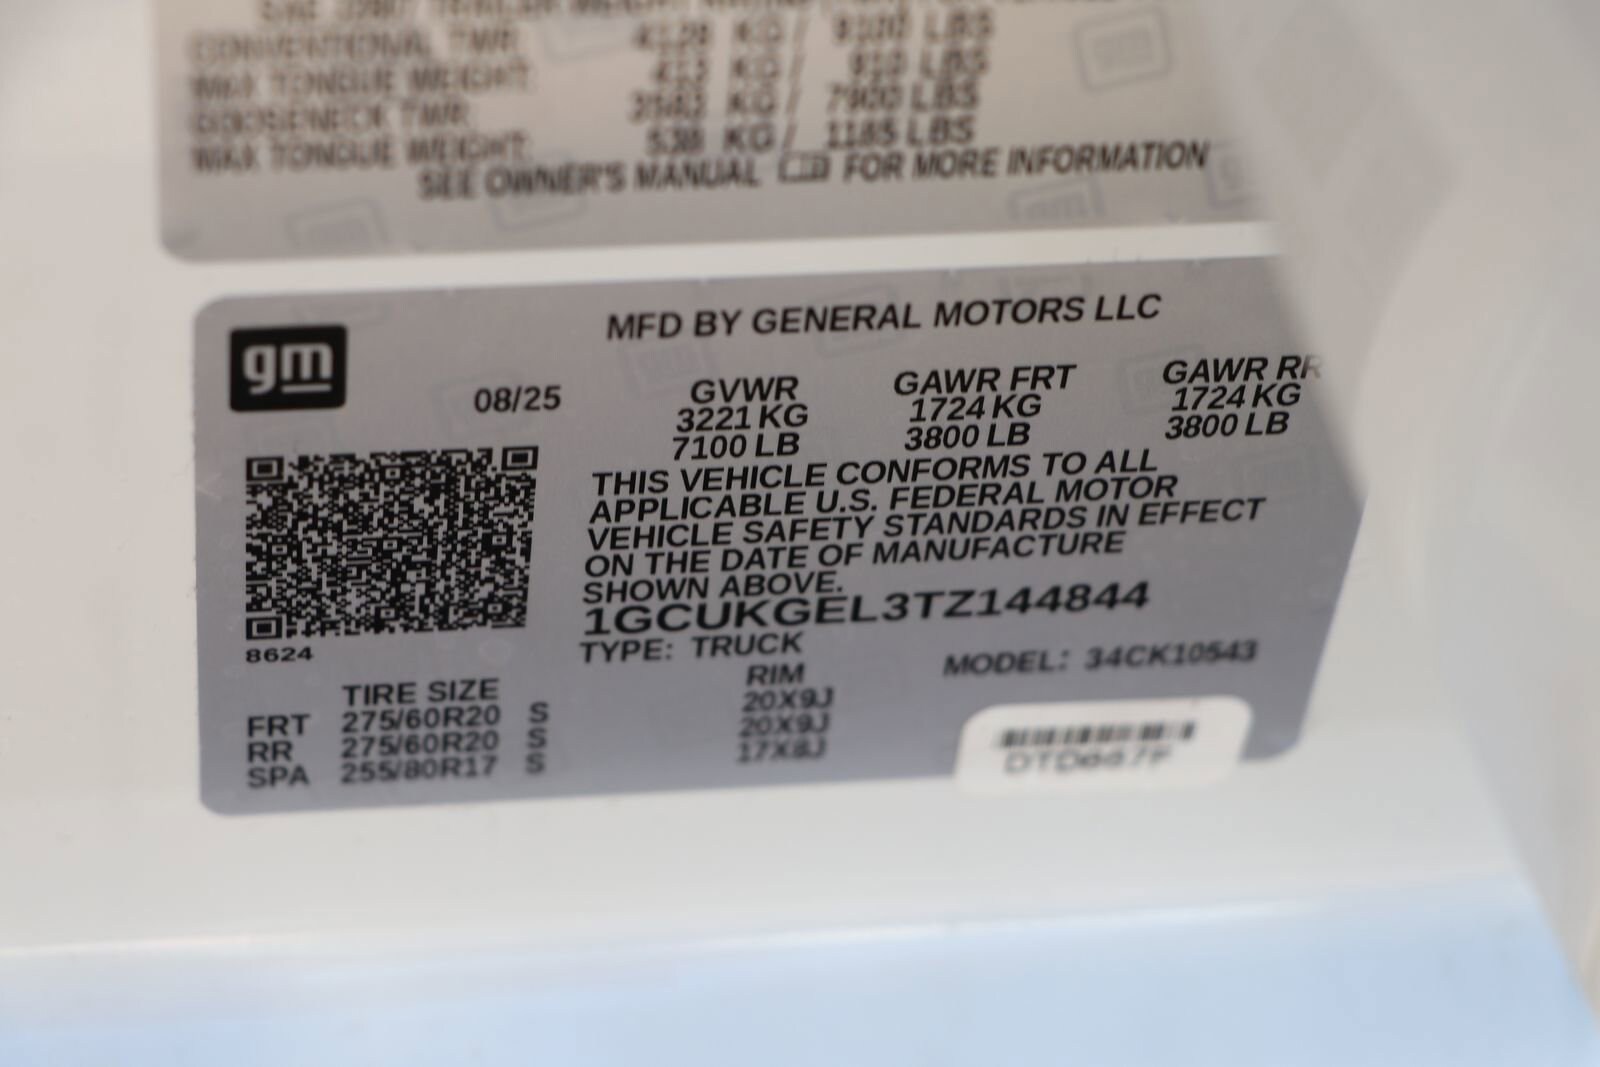 CONVENTIONAL TWR: 4128 KG / 9100 LBS
MAX TONGUE WEIGHT: 413 KG / 910 LBS
GOOSENECK TWR: 3583 KG / 7900 LBS
MAX TONGUE WEIGHT: 538 KG / 1185 LBS
SEE OWNER'S MANUAL FOR MORE INFORMATION
gm
MFD BY GENERAL MOTORS LLC
08/25 GVWR GAWR FRT GAWR RR
3221 KG 1724 KG 1724 KG
7100 LB 3800 LB 3800 LB
THIS VEHICLE CONFORMS TO ALL
APPLICABLE U.S. FEDERAL MOTOR
VEHICLE SAFETY STANDARDS IN EFFECT
ON THE DATE OF MANUFACTURE
SHOWN ABOVE.
1GCUKGEL3TZ144844
8624
TYPE: TRUCK MODEL: 34CK10543
TIRE SIZE RIM
FRT 275/60R20 S 20X9J
RR 275/60R20 S 20X9J
SPA 255/80R17 S 17X8J